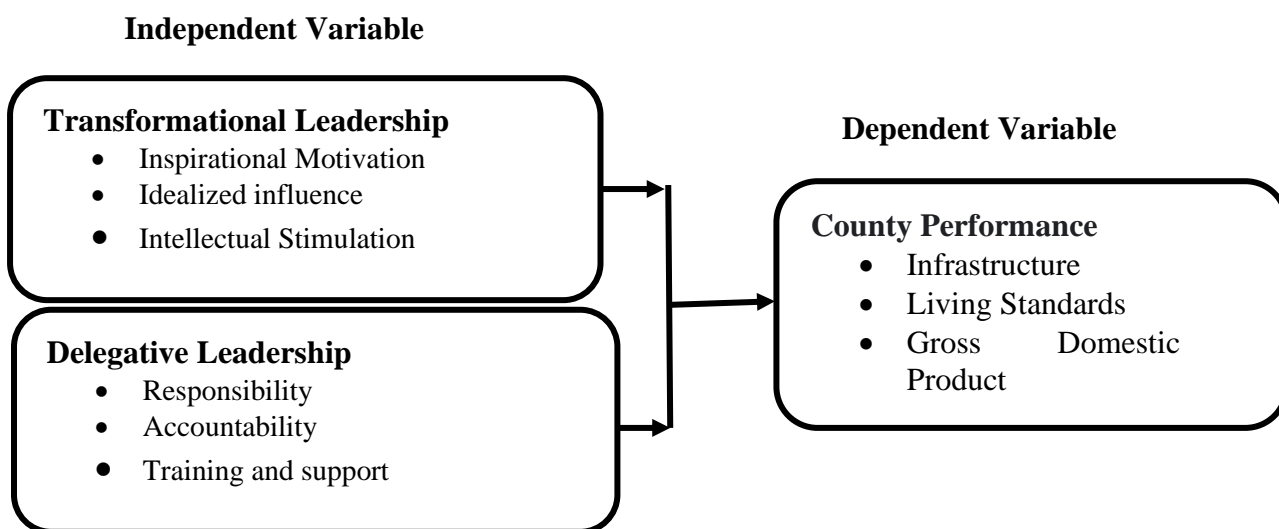 Independent Variable
Transformational Leadership
• Inspirational Motivation
• Idealized influence
• Intellectual Stimulation
Delegative Leadership
• Responsibility
• Accountability
• Training and support
Dependent Variable
County Performance
• Infrastructure
• Living Standards
• Gross Domestic
Product